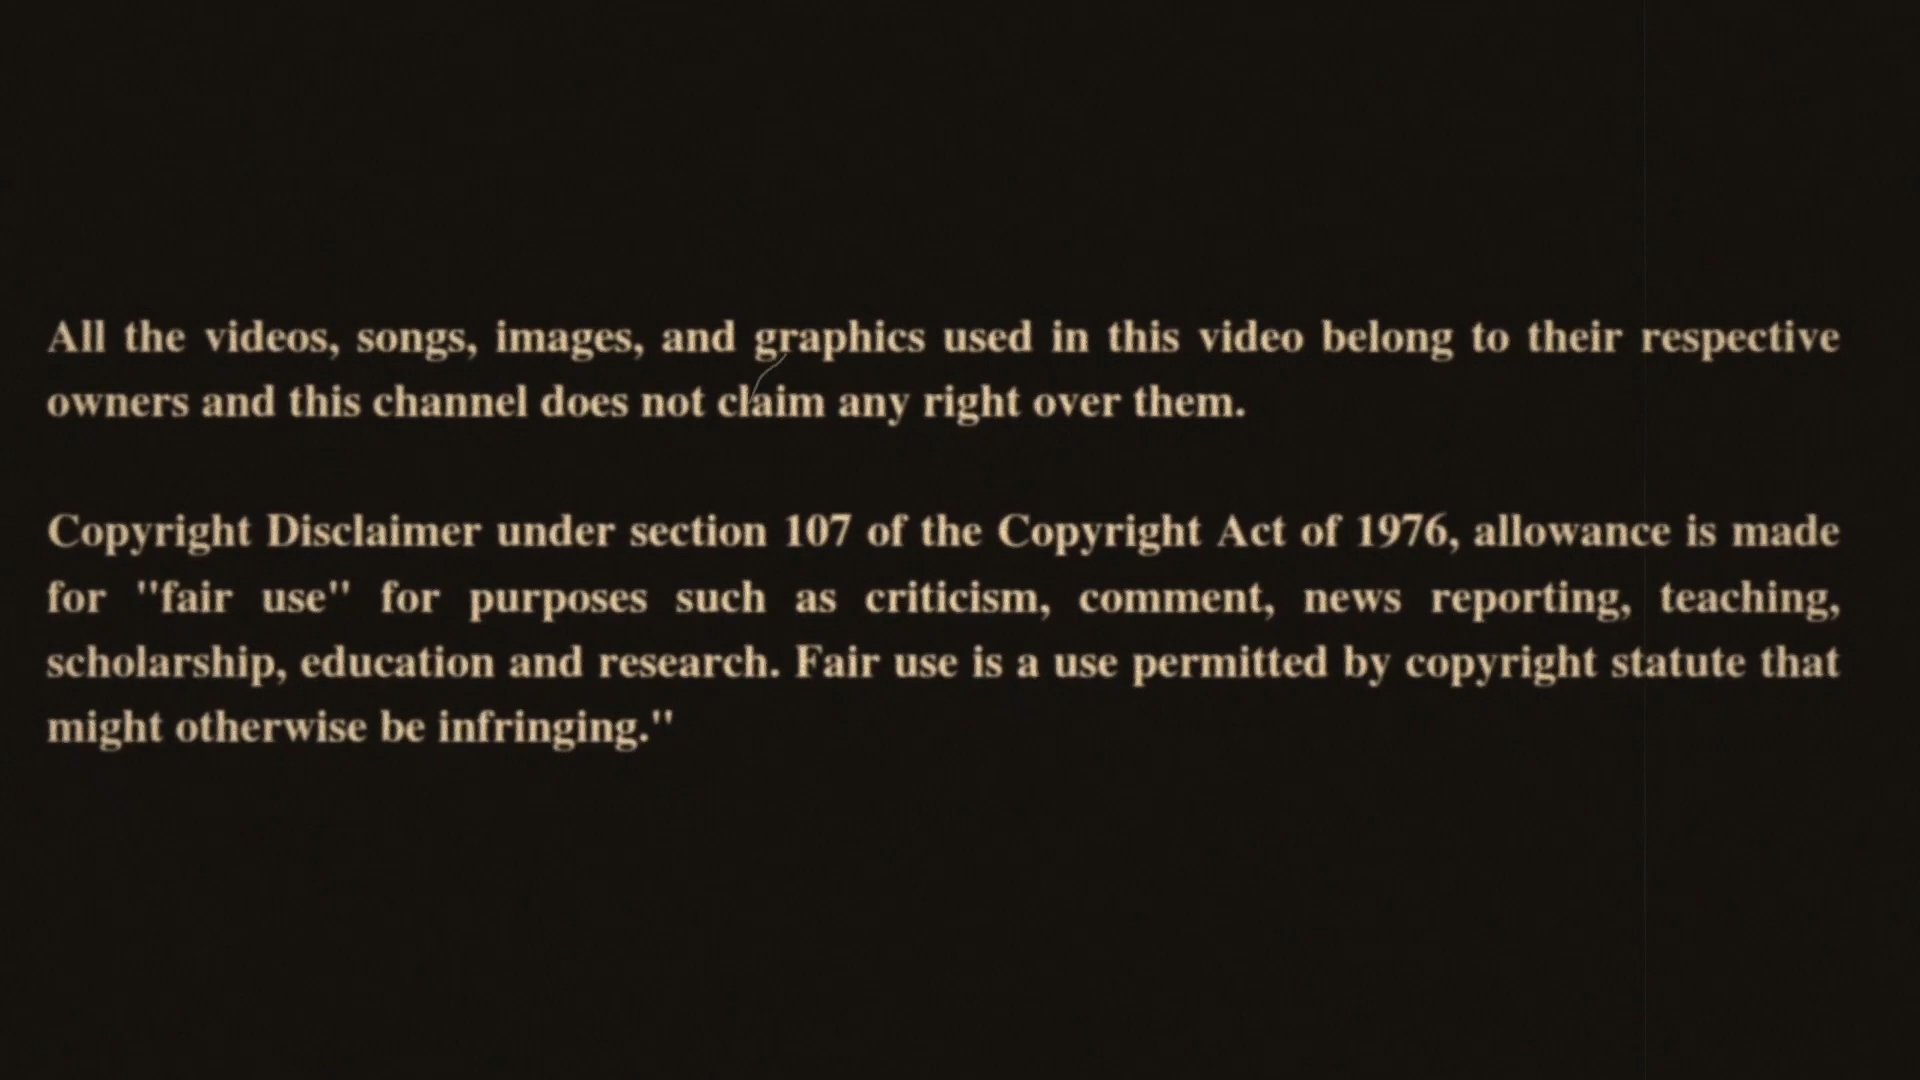 All the videos, songs, images, and graphics used in this video belong to their respective
owners and this channel does not claim any right over them.
Copyright Disclaimer under section 107 of the Copyright Act of 1976, allowance is made
for "fair use" for purposes such as criticism, comment, news reporting, teaching,
scholarship, education and research. Fair use is a use permitted by copyright statute that
might otherwise be infringing."